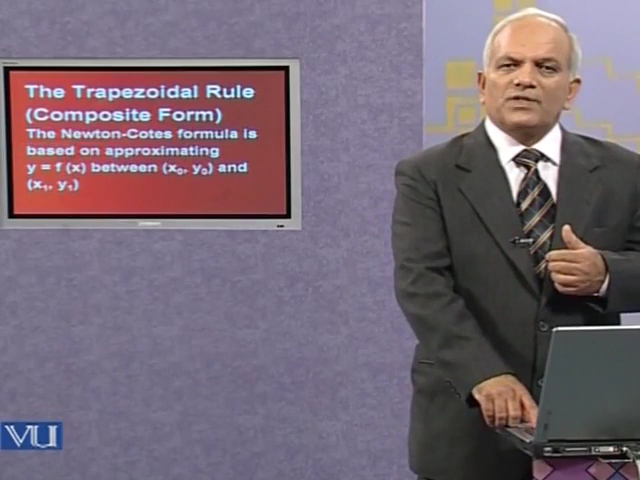 The Trapezoidal Rule
(Composite Form)
The Newton-Cotes formula is
based on approximating
y = f (x) between (x₀, y₀) and
(x₁, y₁)
VU